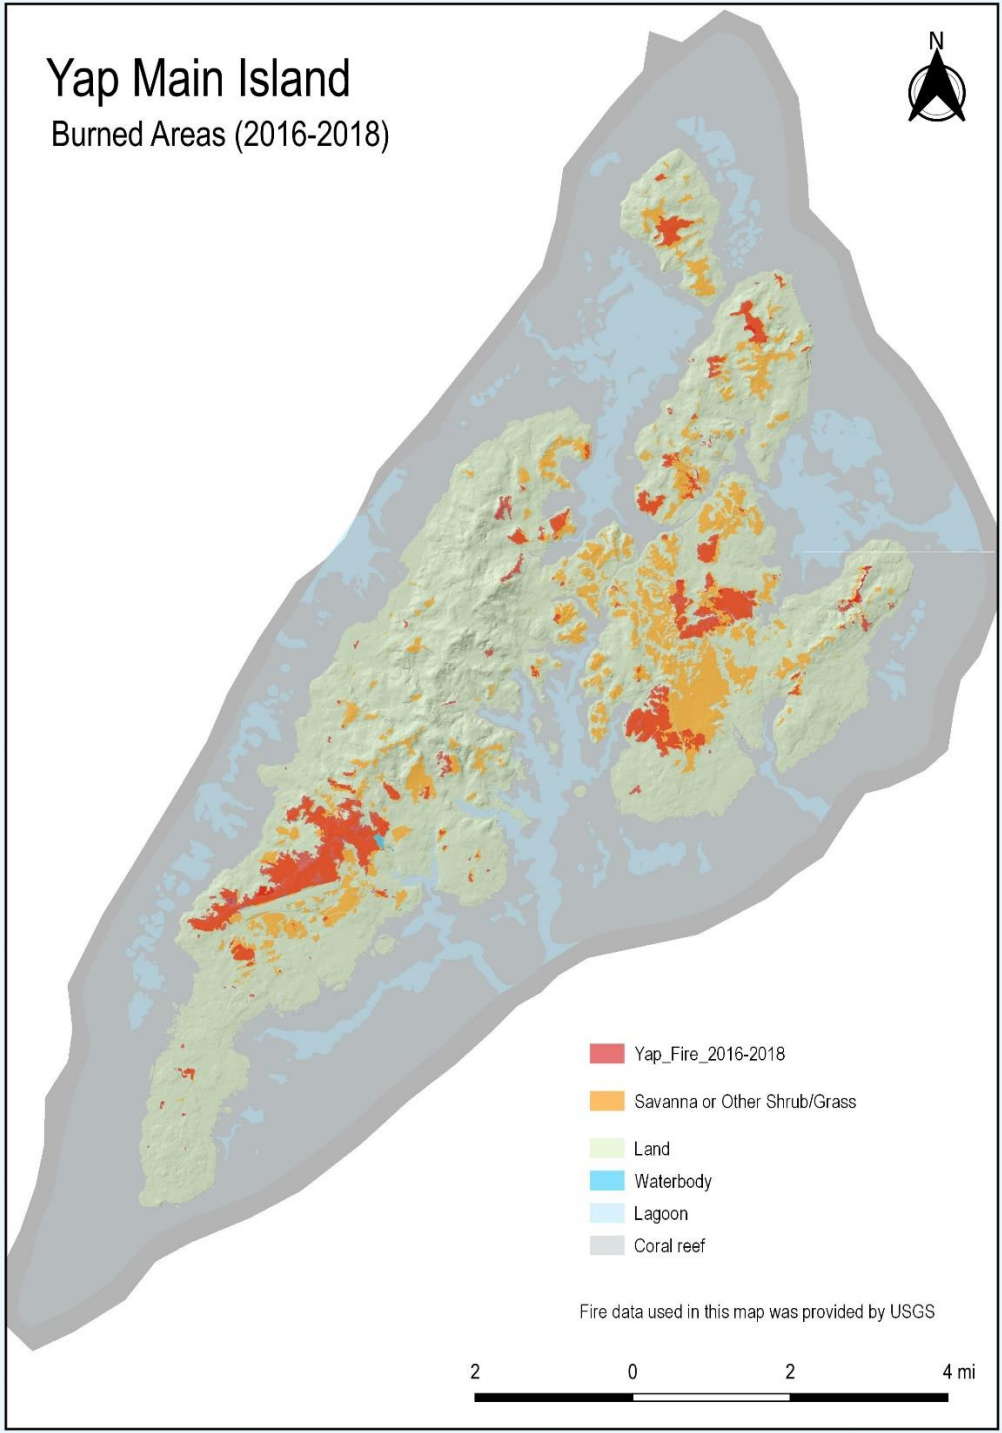 Yap Main Island
Burned Areas (2016-2018)
N
Yap_Fire_2016-2018
Savanna or Other Shrub/Grass
Land
Waterbody
Lagoon
Coral reef
Fire data used in this map was provided by USGS
2 0 2 4 mi